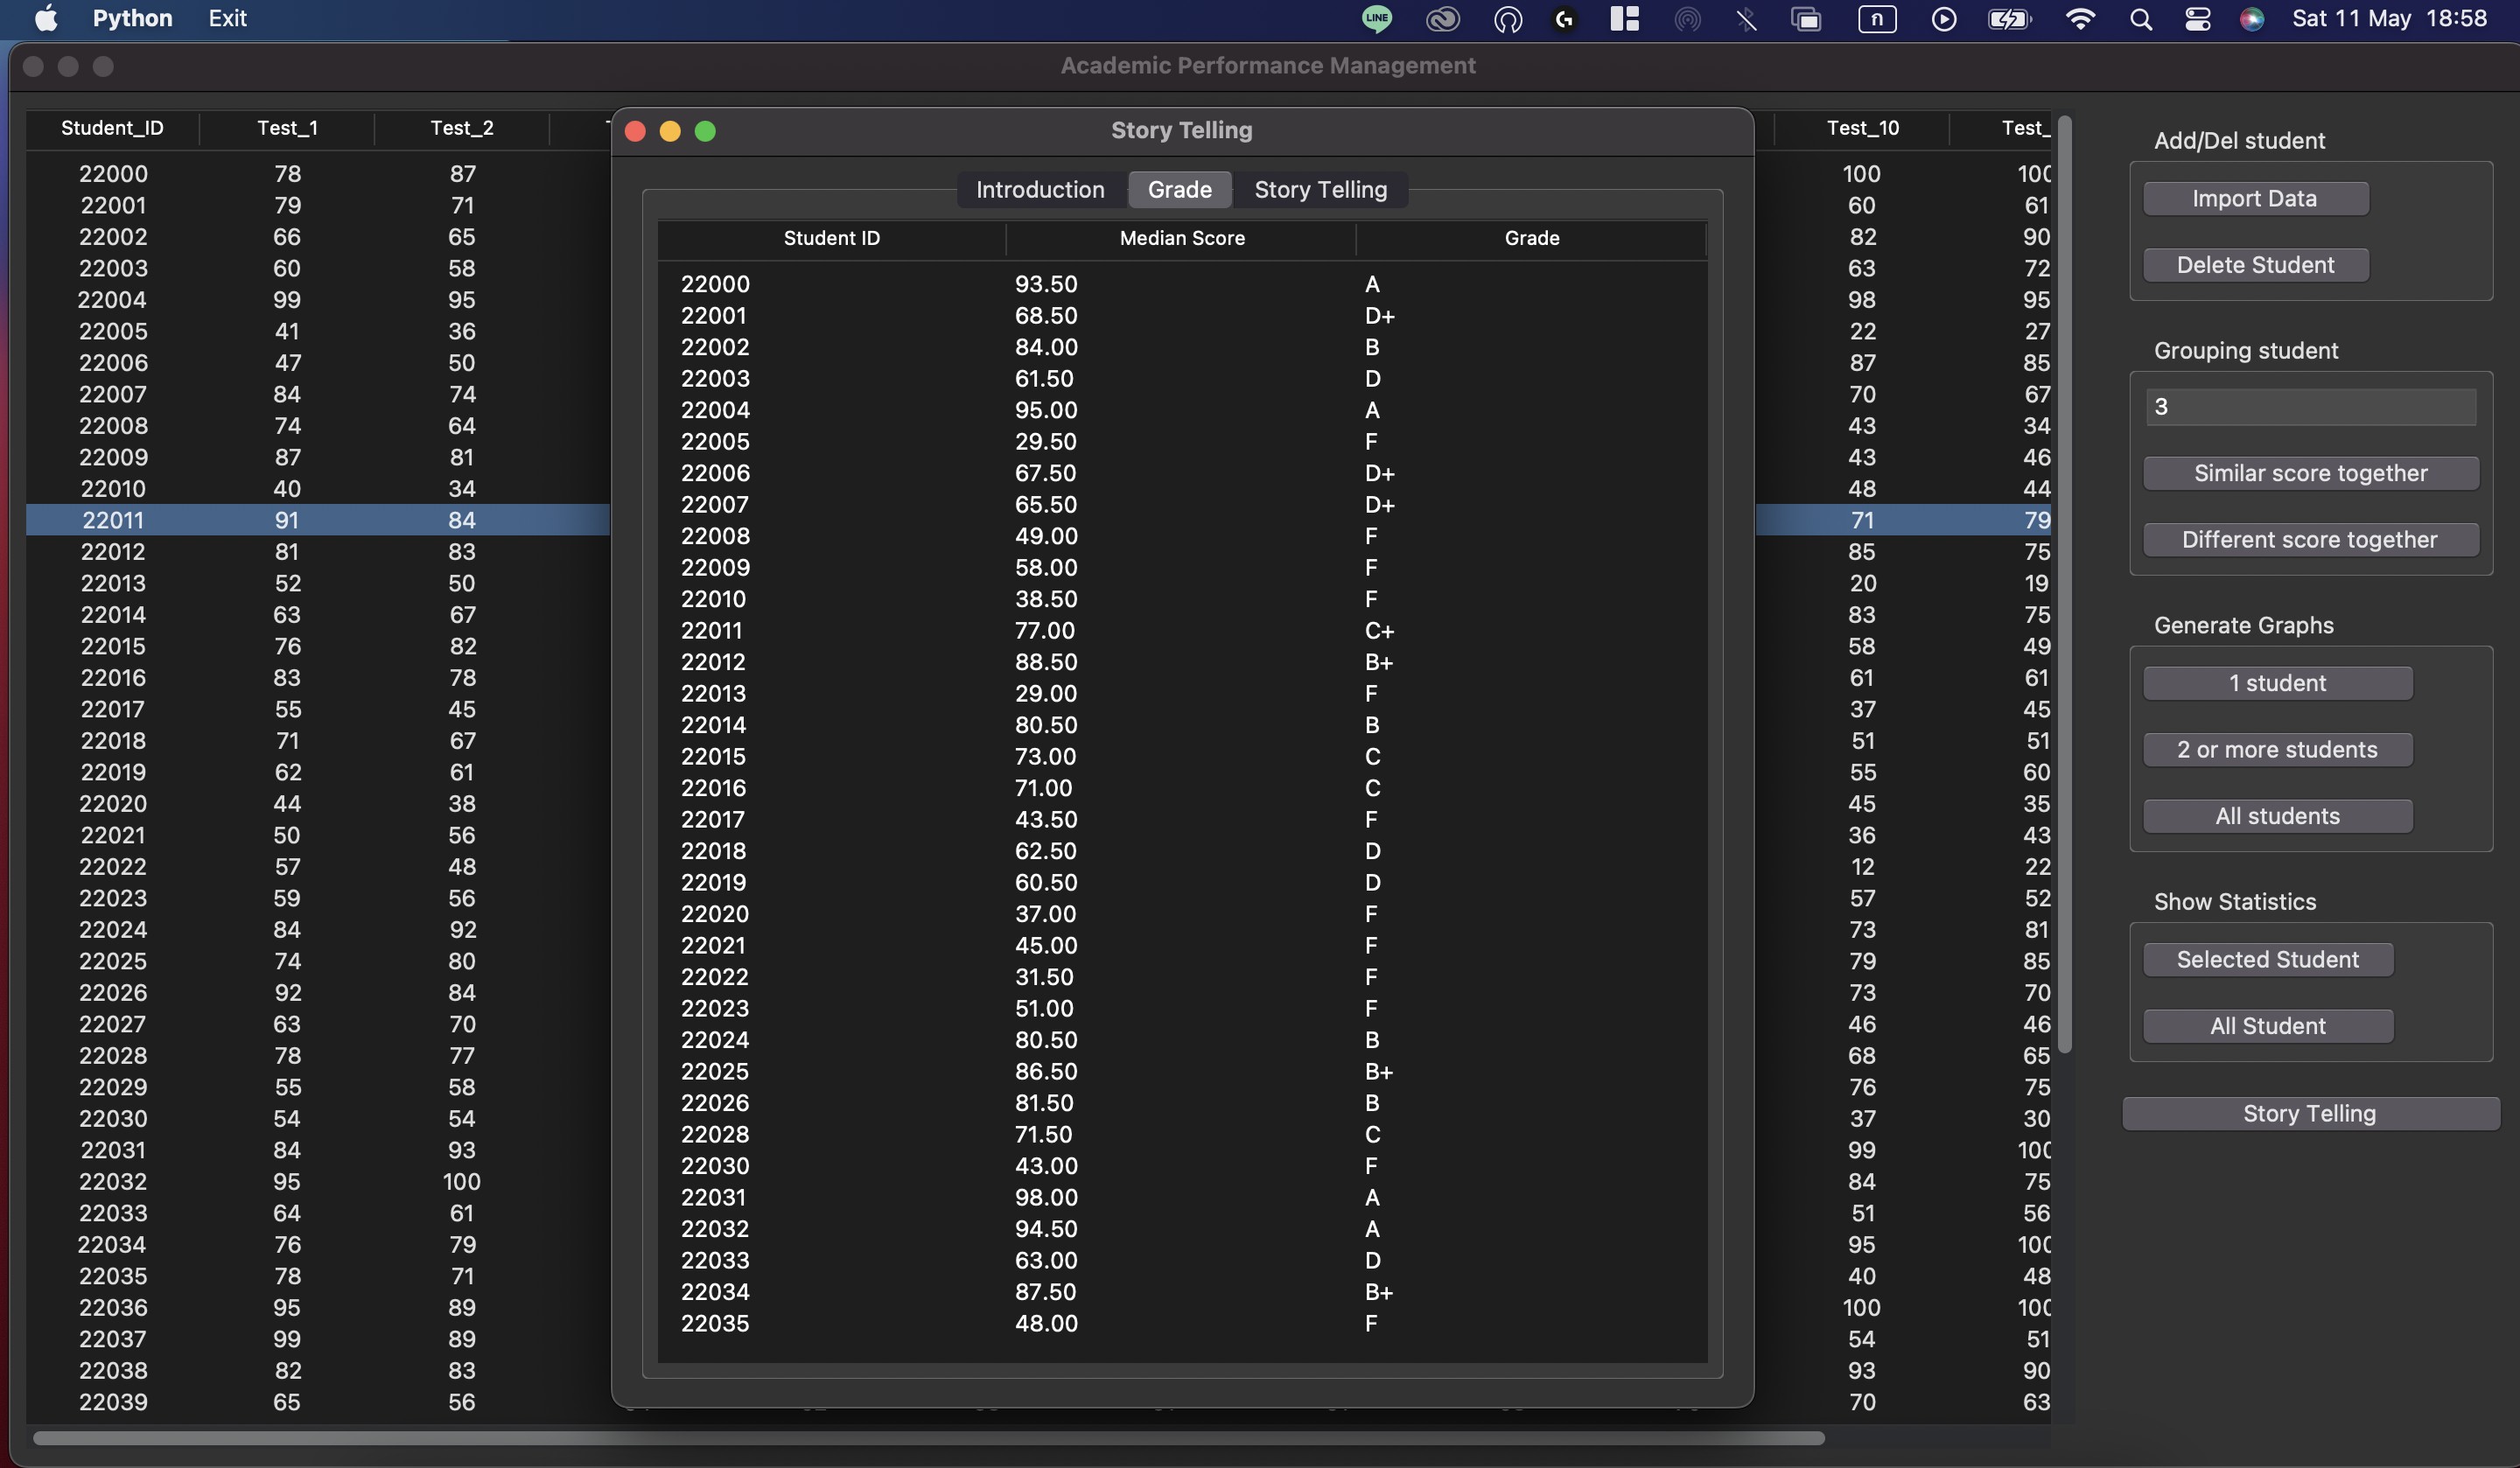 Python Exit LINE ก Sat 11 May 18:58
Academic Performance Management
Student_ID Test_1 Test_2 Test_10 Test_
22000 78 87 100 100
22001 79 71 60 61
22002 66 65 82 90
22003 60 58 63 72
22004 99 95 98 95
22005 41 36 22 27
22006 47 50 87 85
22007 84 74 70 67
22008 74 64 43 34
22009 87 81 43 46
22010 40 34 48 44
22011 91 84 71 79
22012 81 83 85 75
22013 52 50 20 19
22014 63 67 83 75
22015 76 82 58 49
22016 83 78 61 61
22017 55 45 37 45
22018 71 67 51 51
22019 62 61 55 60
22020 44 38 45 35
22021 50 56 36 43
22022 57 48 12 22
22023 59 56 57 52
22024 84 92 73 81
22025 74 80 79 85
22026 92 84 73 70
22027 63 70 46 46
22028 78 77 68 65
22029 55 58 76 75
22030 54 54 37 30
22031 84 93 99 100
22032 95 100 84 75
22033 64 61 51 56
22034 76 79 95 100
22035 78 71 40 48
22036 95 89 100 100
22037 99 89 54 51
22038 82 83 93 90
22039 65 56 70 63
Story Telling
Introduction Grade Story Telling
Student ID Median Score Grade
22000 93.50 A
22001 68.50 D+
22002 84.00 B
22003 61.50 D
22004 95.00 A
22005 29.50 F
22006 67.50 D+
22007 65.50 D+
22008 49.00 F
22009 58.00 F
22010 38.50 F
22011 77.00 C+
22012 88.50 B+
22013 29.00 F
22014 80.50 B
22015 73.00 C
22016 71.00 C
22017 43.50 F
22018 62.50 D
22019 60.50 D
22020 37.00 F
22021 45.00 F
22022 31.50 F
22023 51.00 F
22024 80.50 B
22025 86.50 B+
22026 81.50 B
22028 71.50 C
22030 43.00 F
22031 98.00 A
22032 94.50 A
22033 63.00 D
22034 87.50 B+
22035 48.00 F
Add/Del student
Import Data
Delete Student
Grouping student
3
Similar score together
Different score together
Generate Graphs
1 student
2 or more students
All students
Show Statistics
Selected Student
All Student
Story Telling